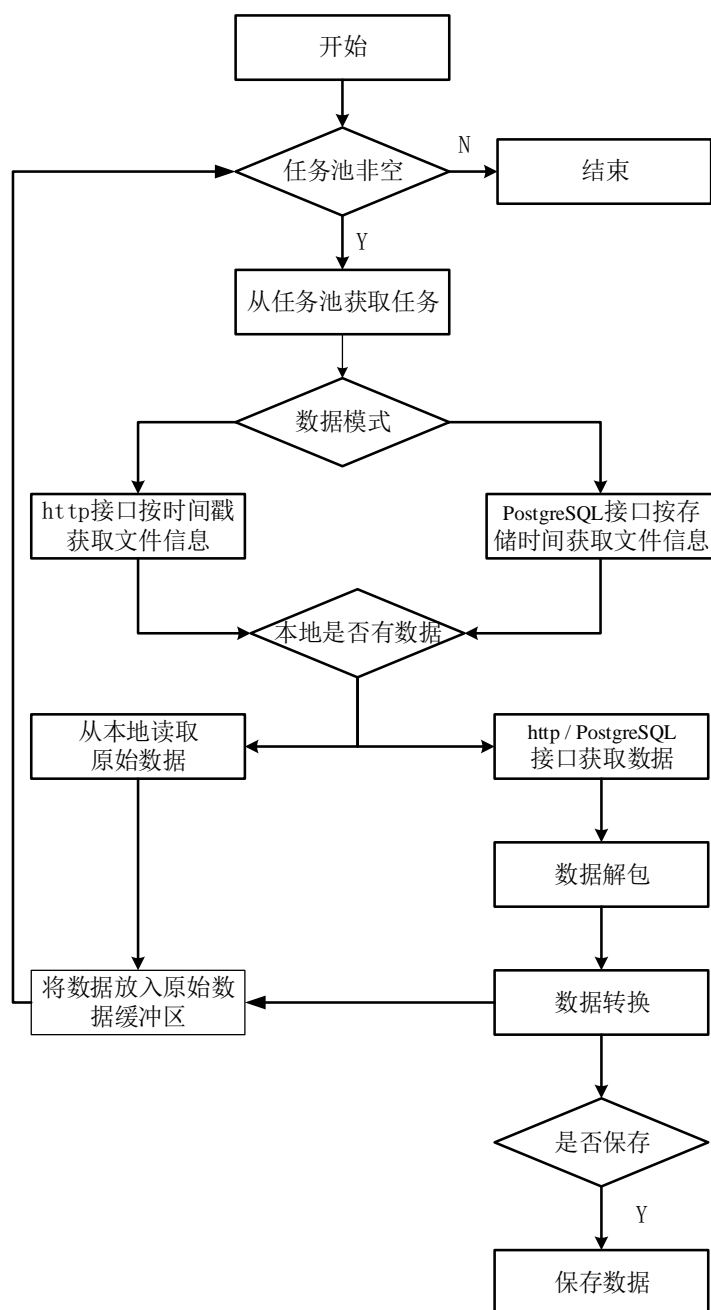 开始
任务池非空
N
结束
Y
从任务池获取任务
数据模式
http接口按时间戳
获取文件信息
PostgreSQL接口按存
储时间获取文件信息
本地是否有数据
从本地读取
原始数据
http / PostgreSQL
接口获取数据
数据解包
将数据放入原始数
据缓冲区
数据转换
是否保存
Y
保存数据